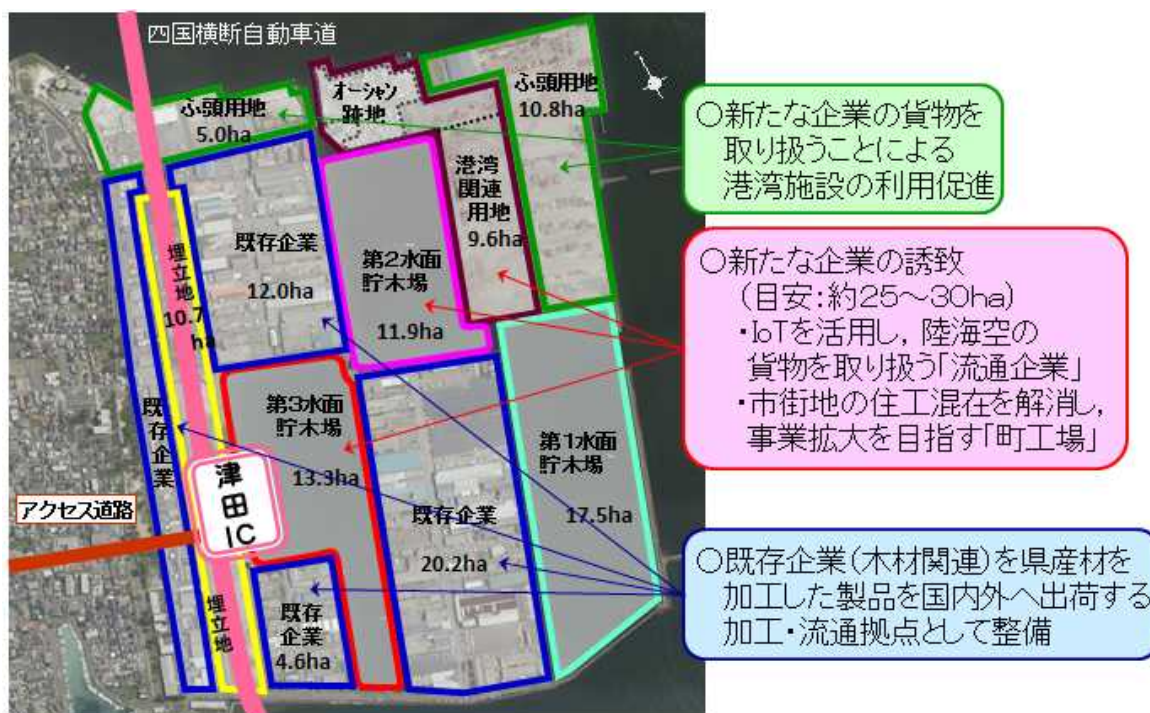 四国横断自動車道
ふ頭用地
5.0ha
オーシャン
跡地
ふ頭用地
10.8ha
港湾
関連
用地
9.6ha
埋立地
10.7
ha
既存企業
12.0ha
第2水面
貯木場
11.9ha
既存企業
第3水面
貯木場
13.3ha
津田
IC
アクセス道路
既存企業
20.2ha
第1水面
貯木場
17.5ha
埋立地
既存
企業
4.6ha
○新たな企業の貨物を
取り扱うことによる
港湾施設の利用促進
○新たな企業の誘致
(目安:約25~30ha)
・IoTを活用し,陸海空の
貨物を取り扱う「流通企業」
・市街地の住工混在を解消し,
事業拡大を目指す「町工場」
○既存企業(木材関連)を県産材を
加工した製品を国内外へ出荷する
加工・流通拠点として整備